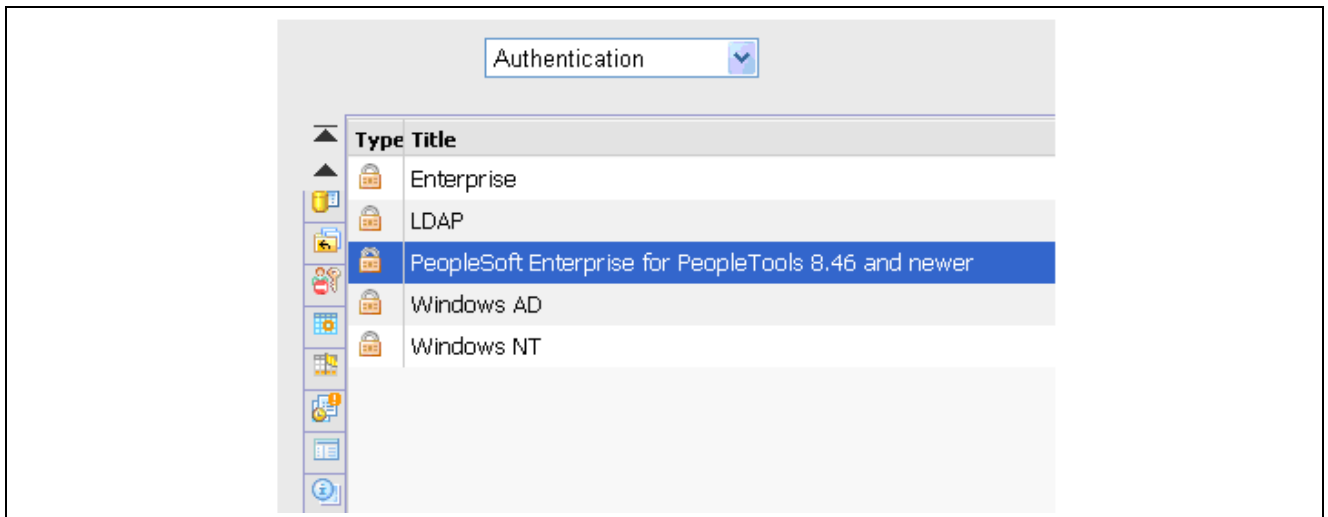 Authentication
Type Title
Enterprise
LDAP
PeopleSoft Enterprise for PeopleTools 8.46 and newer
Windows AD
Windows NT